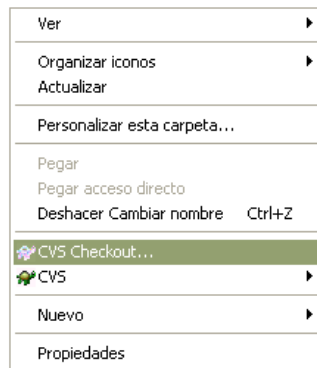 Ver
Organizar iconos
Actualizar
Personalizar esta carpeta...
Pegar
Pegar acceso directo
Deshacer Cambiar nombre Ctrl+Z
CVS Checkout...
CVS
Nuevo
Propiedades